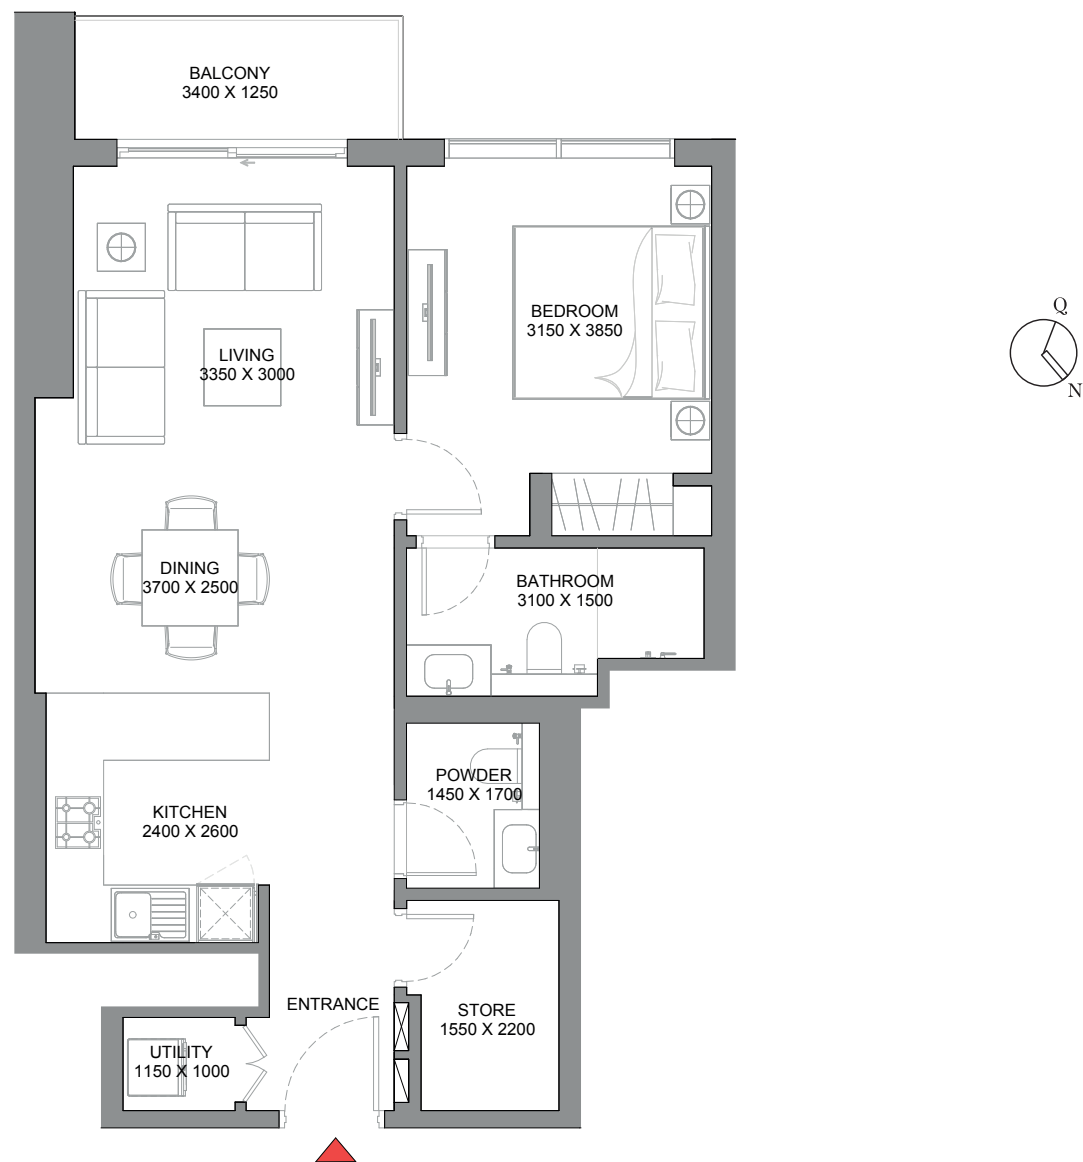 BALCONY
3400 X 1250
BEDROOM
3150 X 3850
LIVING
3350 X 3000
Q
N
DINING
3700 X 2500
BATHROOM
3100 X 1500
POWDER
1450 X 1700
KITCHEN
2400 X 2600
ENTRANCE
STORE
1550 X 2200
UTILITY
1150 X 1000